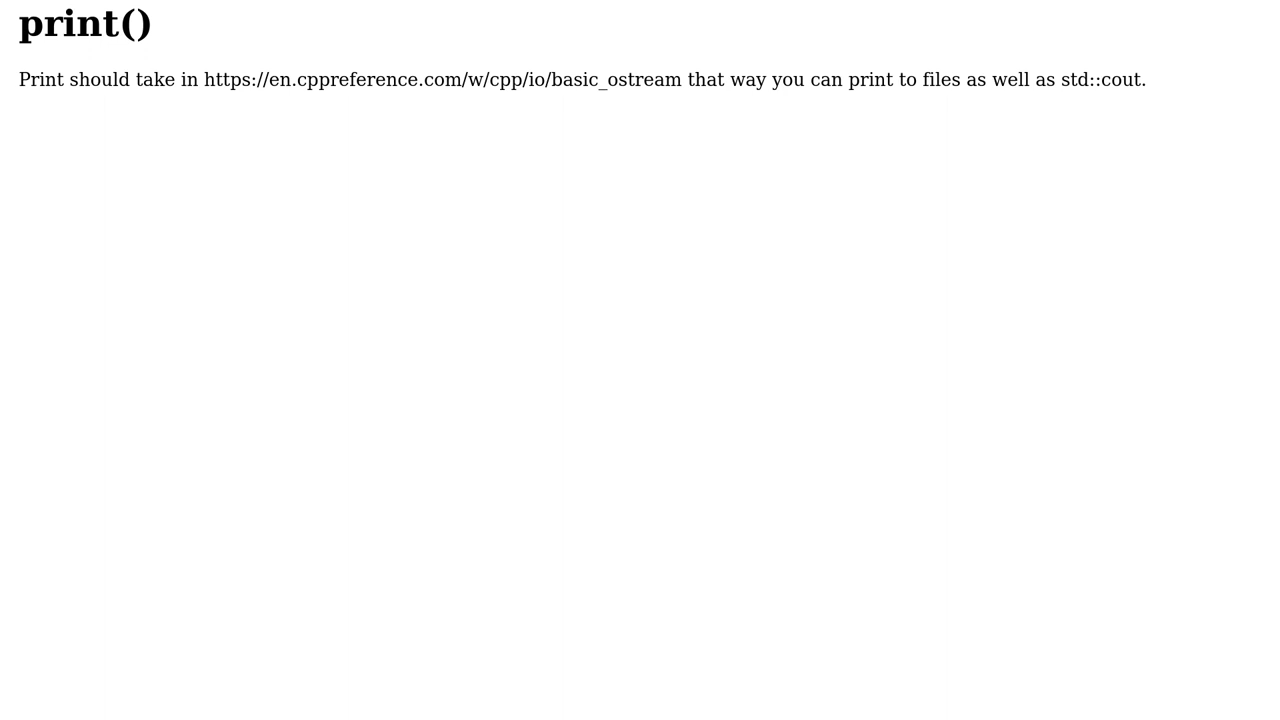 print()
Print should take in https://en.cppreference.com/w/cpp/io/basic_ostream that way you can print to files as well as std::cout.